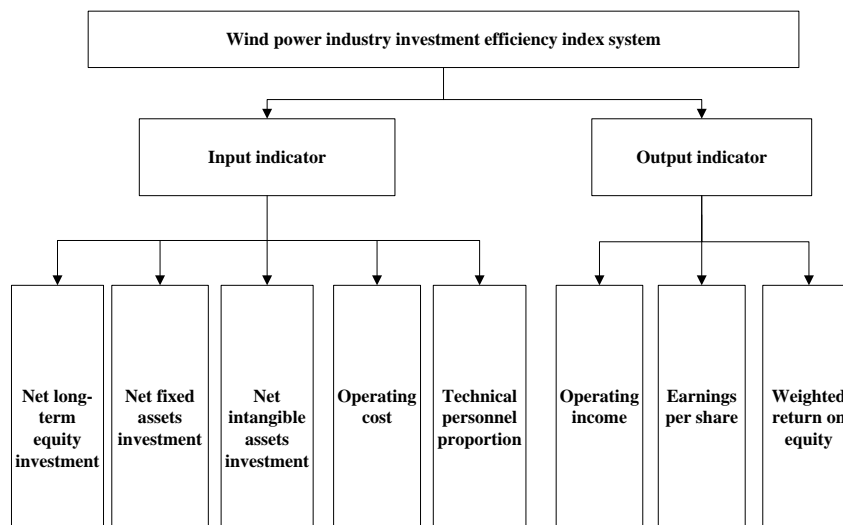 Wind power industry investment efficiency index system
Input indicator
Output indicator
Net long-
term
equity
investment
Net fixed
assets
investment
Net
intangible
assets
investment
Operating
cost
Technical
personnel
proportion
Operating
income
Earnings
per share
Weighted
return on
equity